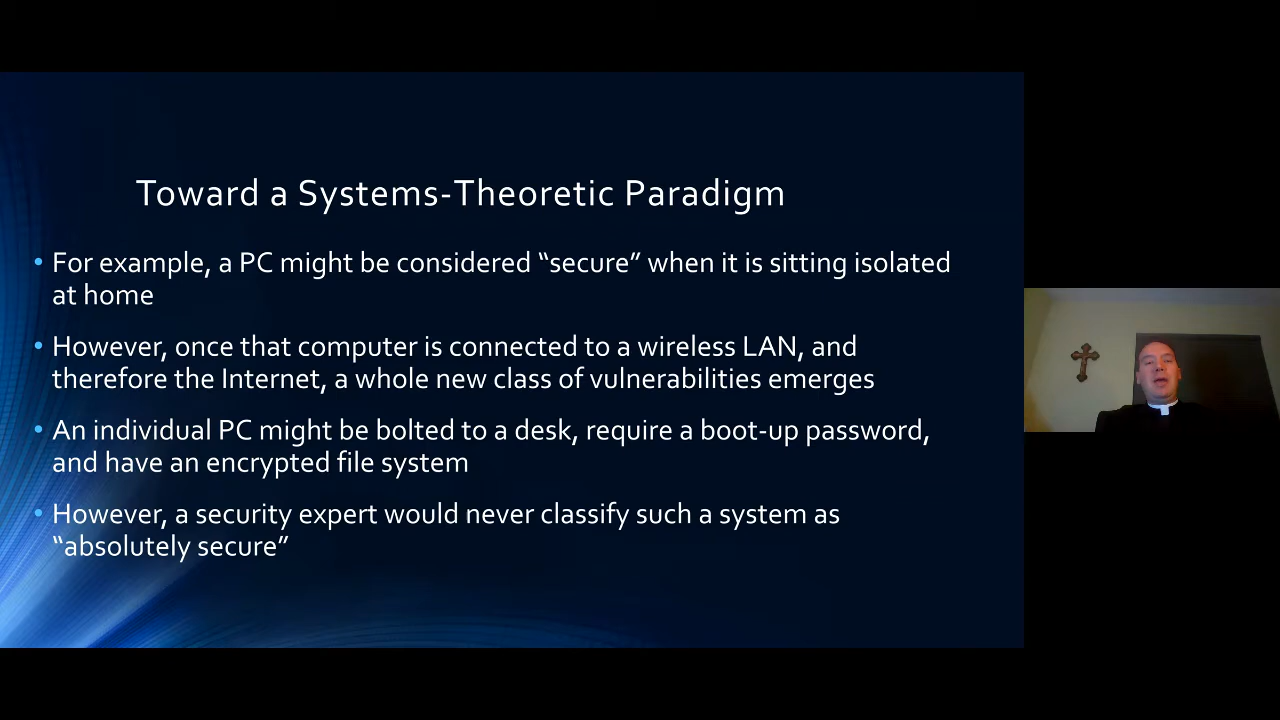 Toward a Systems-Theoretic Paradigm
• For example, a PC might be considered “secure” when it is sitting isolated
at home
• However, once that computer is connected to a wireless LAN, and
therefore the Internet, a whole new class of vulnerabilities emerges
• An individual PC might be bolted to a desk, require a boot-up password,
and have an encrypted file system
• However, a security expert would never classify such a system as
“absolutely secure”